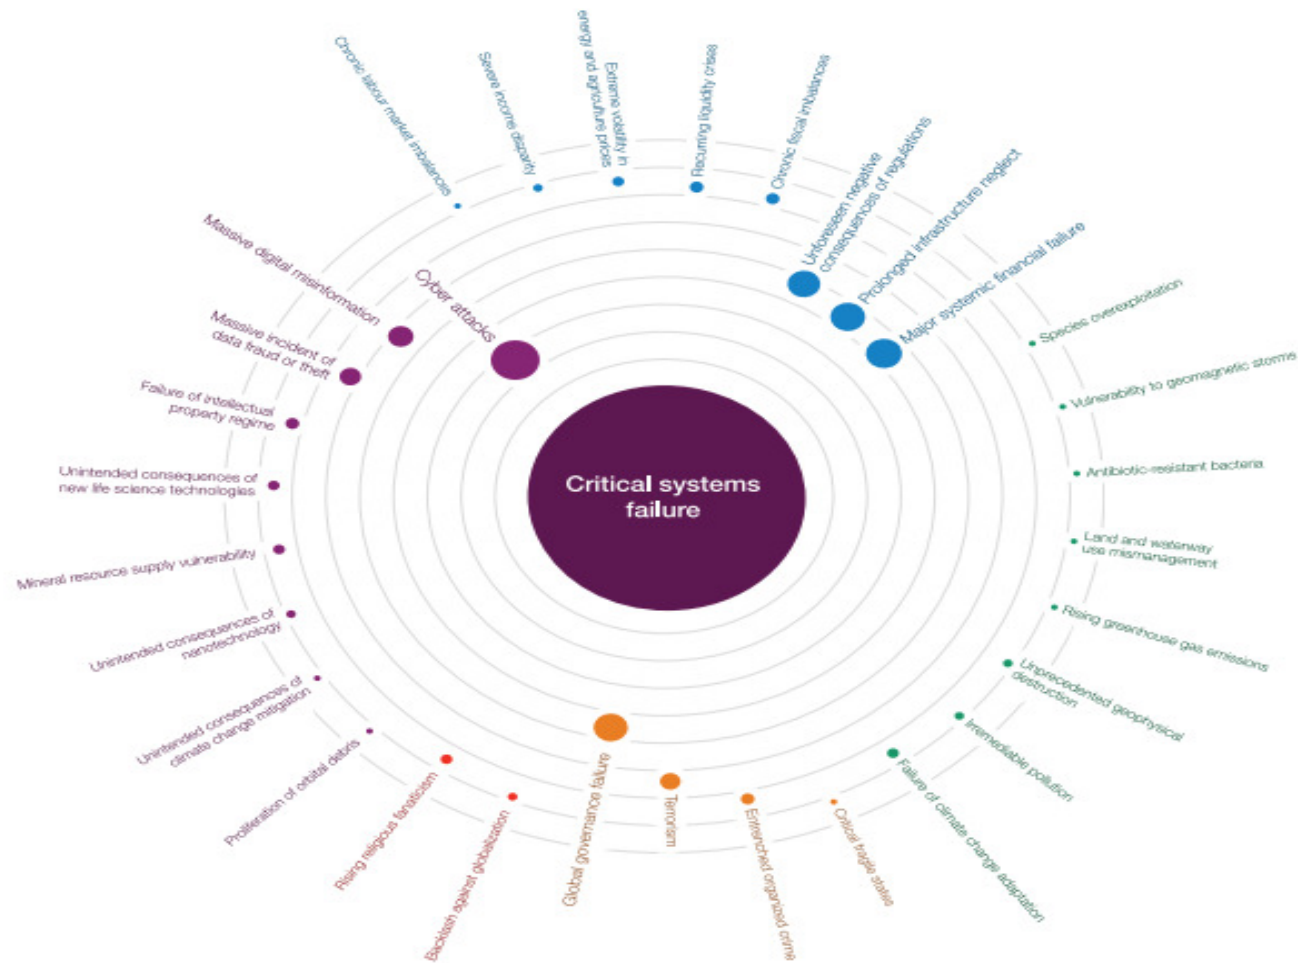 Chronic labour market imbalances
Severe income disparity
Extreme volatility in
energy and agriculture prices
Recurring liquidity crises
Chronic fiscal imbalances
Unforeseen negative
consequences of regulations
Prolonged infrastructure neglect
Major systemic financial failure
Species overexploitation
Vulnerability to geomagnetic storms
Antibiotic-resistant bacteria
Land and waterway
use mismanagement
Rising greenhouse gas emissions
Unprecedented geophysical
destruction
Irremediable pollution
Failure of climate change adaptation
Critical fragile states
Entrenched organized crime
Terrorism
Global governance failure
Backlash against globalization
Rising religious fanaticism
Proliferation of orbital debris
Unintended consequences of
climate change mitigation
Unintended consequences of
nanotechnology
Mineral resource supply vulnerability
Unintended consequences of
new life science technologies
Failure of intellectual
property regime
Massive incident of
data fraud or theft
Massive digital misinformation
Cyber attacks
Critical systems
failure